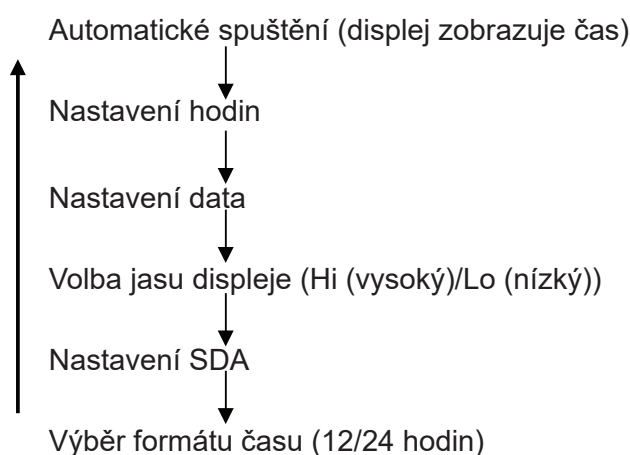 Automatické spuštění (displej zobrazuje čas)
Nastavení hodin
Nastavení data
Volba jasu displeje (Hi (vysoký)/Lo (nízký))
Nastavení SDA
Výběr formátu času (12/24 hodin)